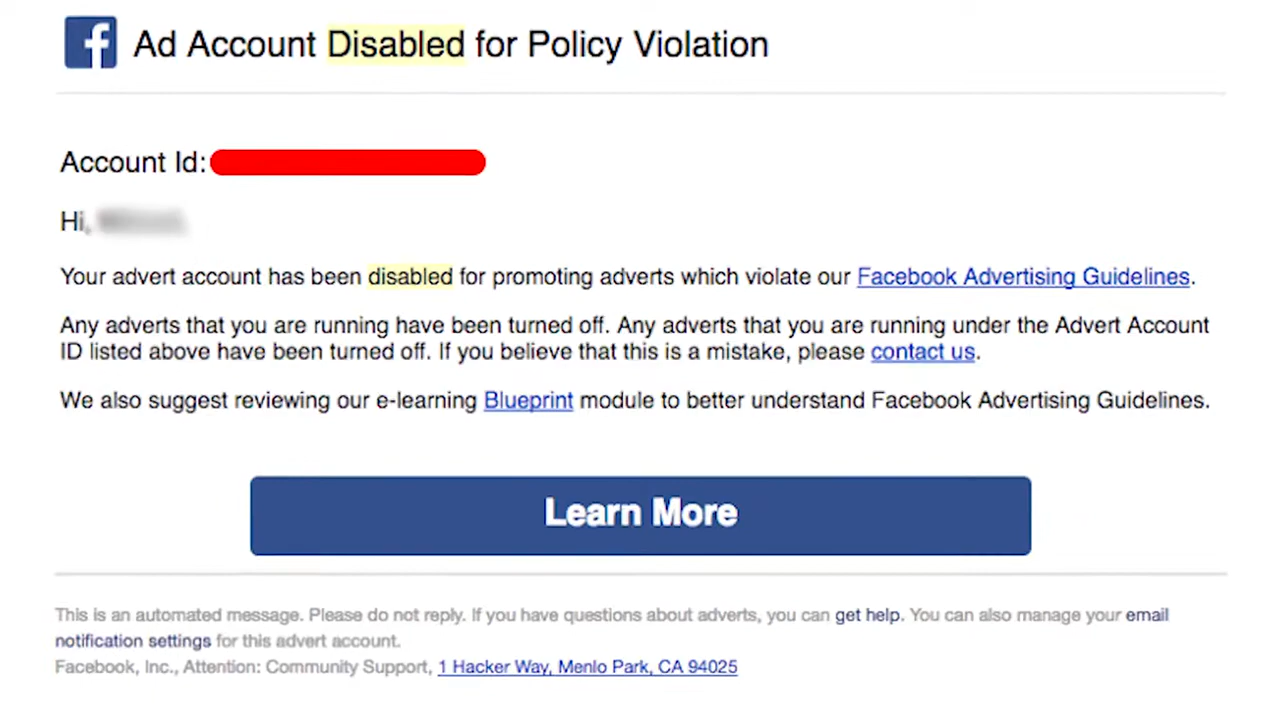 Ad Account Disabled for Policy Violation
Account Id:
Hi,
Your advert account has been disabled for promoting adverts which violate our Facebook Advertising Guidelines.
Any adverts that you are running have been turned off. Any adverts that you are running under the Advert Account
ID listed above have been turned off. If you believe that this is a mistake, please contact us.
We also suggest reviewing our e-learning Blueprint module to better understand Facebook Advertising Guidelines.
Learn More
This is an automated message. Please do not reply. If you have questions about adverts, you can get help. You can also manage your email
notification settings for this advert account.
Facebook, Inc., Attention: Community Support, 1 Hacker Way, Menlo Park, CA 94025